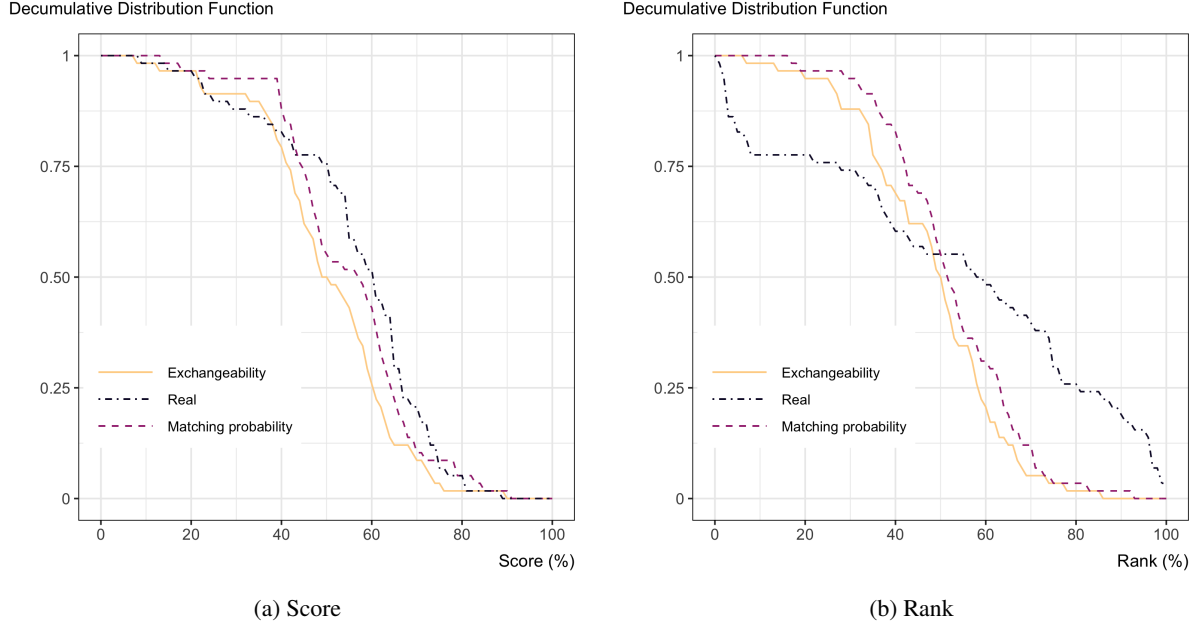 Decumulative Distribution Function
1
0.75
0.50
0.25
0
Exchangeability
Real
Matching probability
0 20 40 60 80 100
Score (%)
(a) Score
Decumulative Distribution Function
1
0.75
0.50
0.25
0
Exchangeability
Real
Matching probability
0 20 40 60 80 100
Rank (%)
(b) Rank